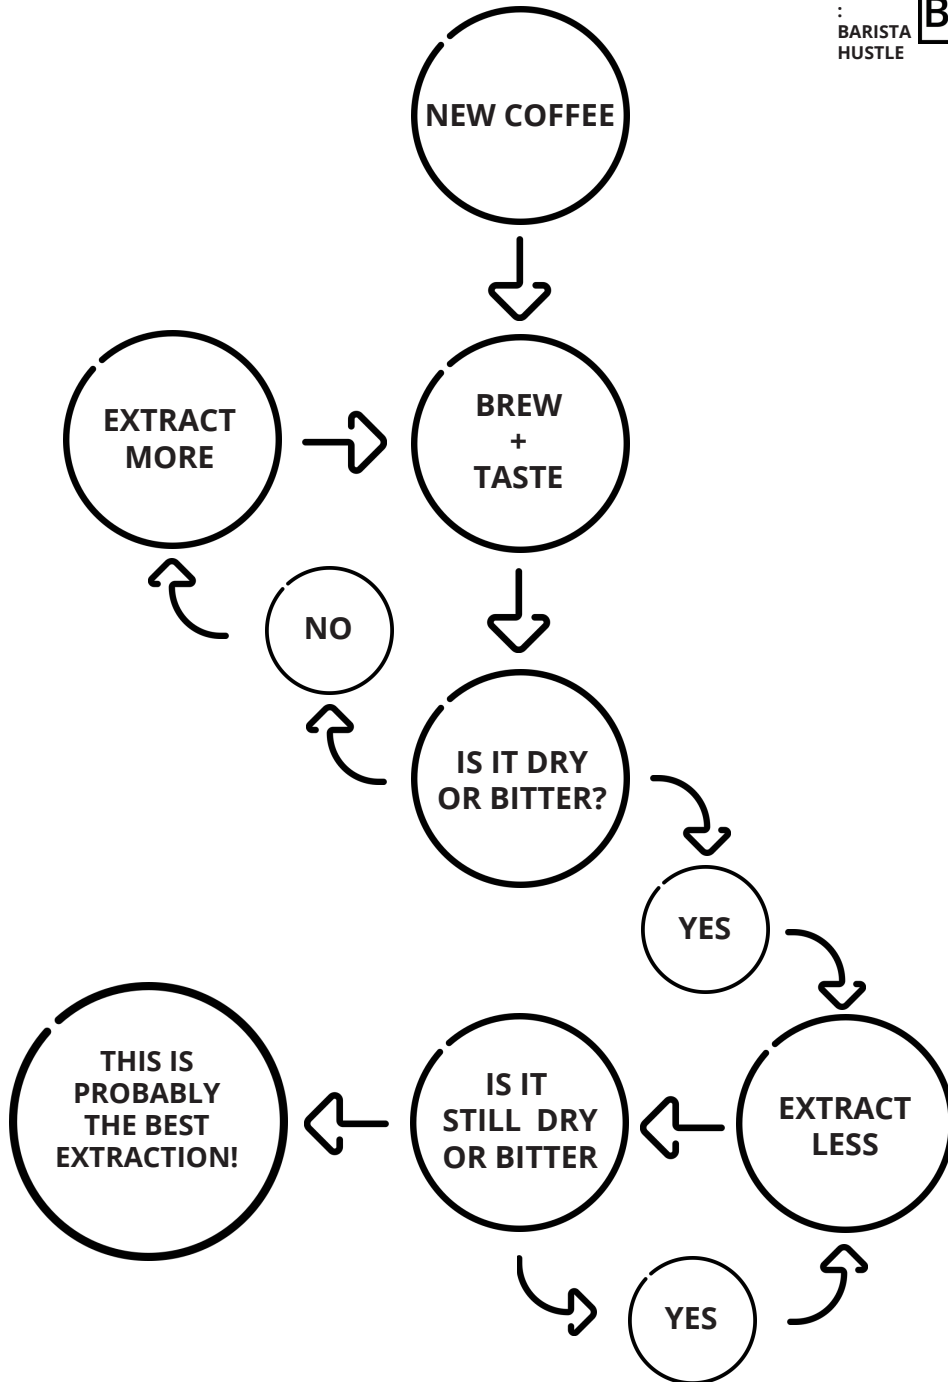 :
BARISTA
HUSTLE
B
NEW COFFEE
EXTRACT
MORE
BREW
+
TASTE
NO
IS IT DRY
OR BITTER?
YES
THIS IS
PROBABLY
THE BEST
EXTRACTION!
IS IT
STILL DRY
OR BITTER
EXTRACT
LESS
YES